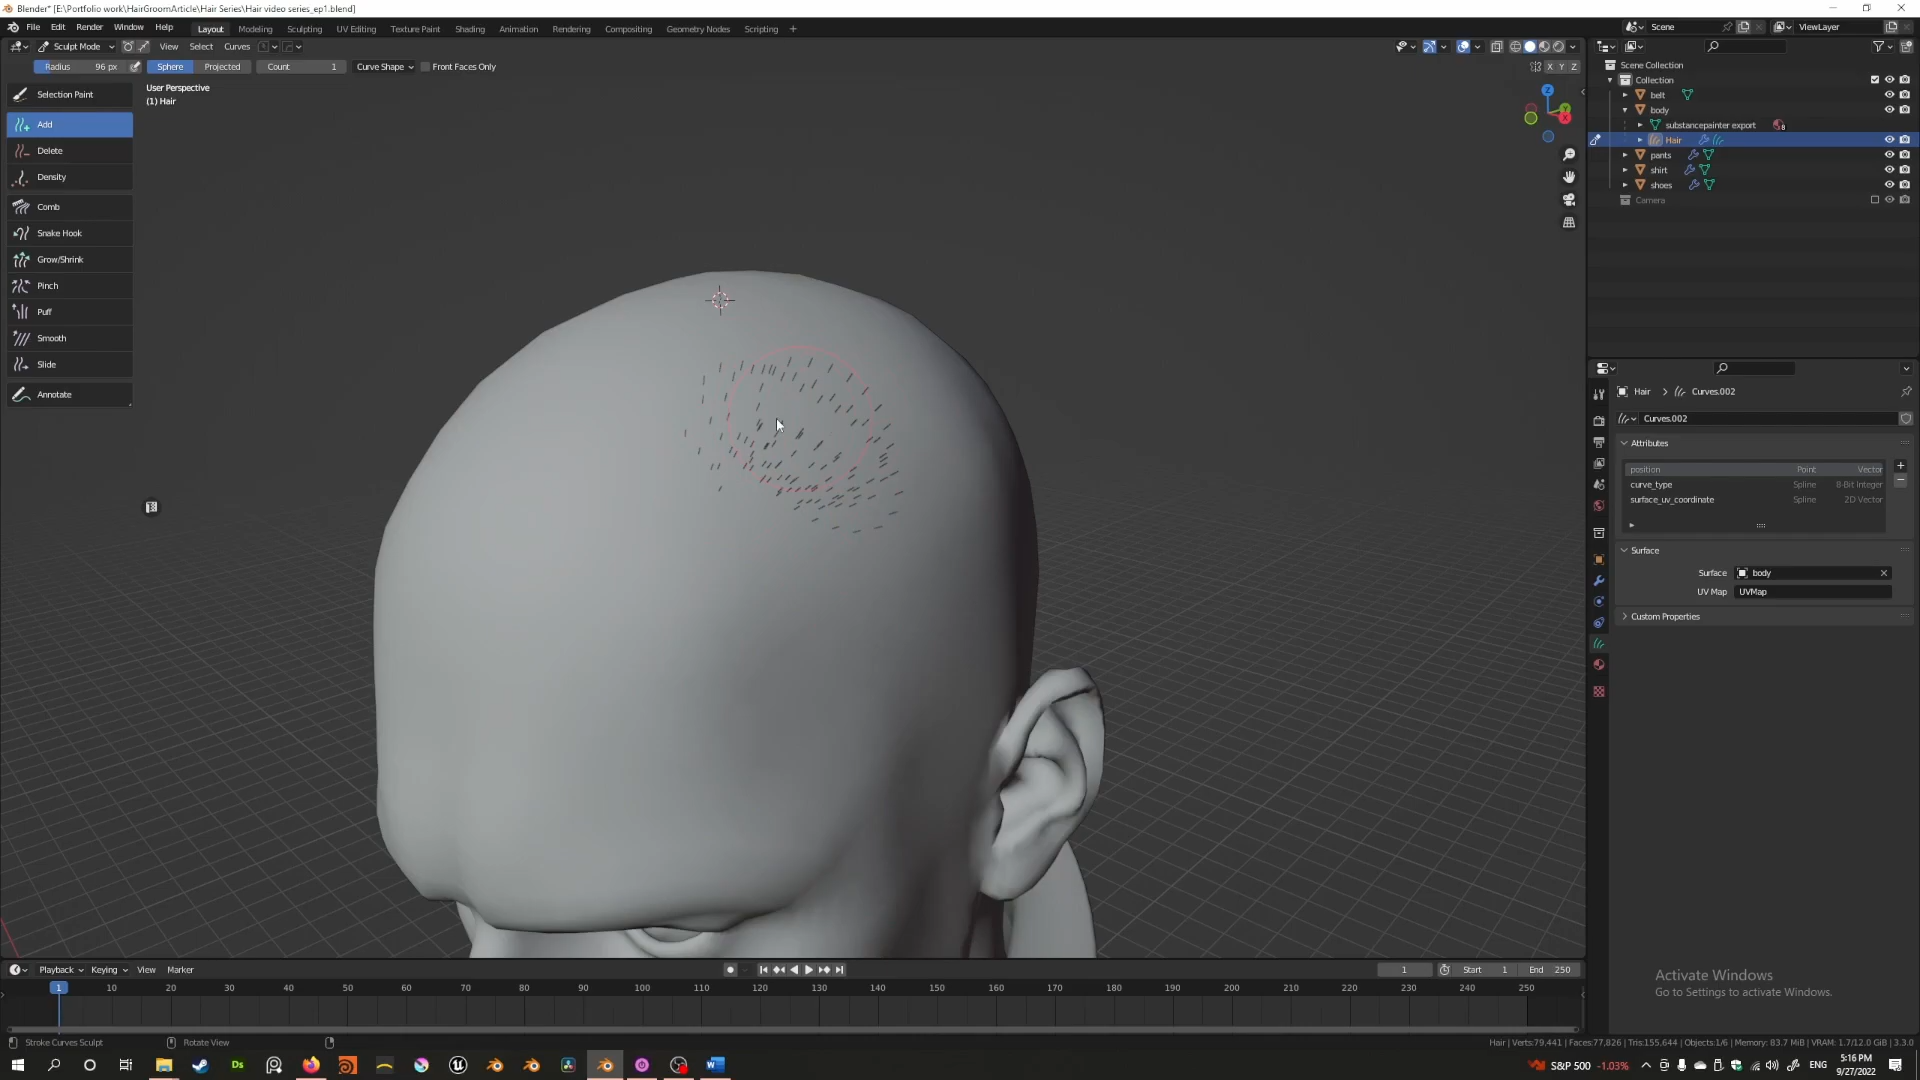 Blender* [E:\Portfolio work\HairGroomArticle\Hair Series\Hair video series_ep1.blend]
File Edit Render Window Help Layout Modeling Sculpting UV Editing Texture Paint Shading Animation Rendering Compositing Geometry Nodes Scripting + Scene ViewLayer
Sculpt Mode View Select Curves
Radius 96 px Sphere Projected Count 1 Curve Shape Front Faces Only X Y Z
User Perspective
(1) Hair
Selection Paint
Add
Delete
Density
Comb
Snake Hook
Grow/Shrink
Pinch
Puff
Smooth
Slide
Annotate
Z
Y
X
Scene Collection
Collection
belt
body
substancepainter export 8
Hair
pants
shirt
shoes
Camera
Hair > Curves.002
Curves.002
Attributes
position Point Vector
curve_type Spline 8-Bit Integer
surface_uv_coordinate Spline 2D Vector
Surface
Surface body
UV Map UVMap
Custom Properties
Activate Windows
Go to Settings to activate Windows.
Playback Keying View Marker 1 Start 1 End 250
1 10 20 30 40 50 60 70 80 90 100 110 120 130 140 150 160 170 180 190 200 210 220 230 240 250
Stroke Curves Sculpt Rotate View
Hair | Verts:79,441 | Faces:77,826 | Tris:155,644 | Objects:1/6 | Memory: 83.7 MiB | VRAM: 1.7/12.0 GiB | 3.3.0
Ds
S&P 500 -1.03% ENG 5:16 PM
9/27/2022